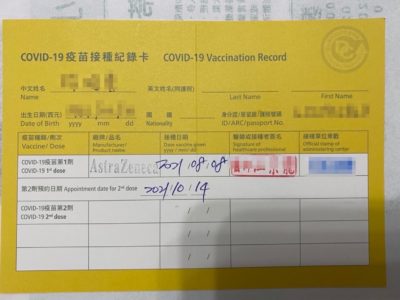 COVID-19疫苗接種紀錄卡 COVID-19 Vaccination Record
中文姓名 英文姓名(同護照)
Name Last Name First Name
出生日期(西元) 國 籍 身分證/居留證/護照號碼
Date of Birth yyyy / mm / dd Nationality ID/ARC/passport No.
疫苗種類/劑次 廠牌/品名 接種日期 醫師或接種者簽名 接種單位章戳
Vaccine/ Dose Manufacturer/ Date vaccine given Signature of Official stamp of
Product name yyyy / mm / dd Healthcare professional administering center
COVID-19疫苗第1劑 AstraZeneca 2021/08/08
COVID-19 1st dose
第2劑預約日期 Appointment date for 2nd dose 2021/10/14
COVID-19疫苗第2劑 / /
COVID-19 2nd dose
/ /